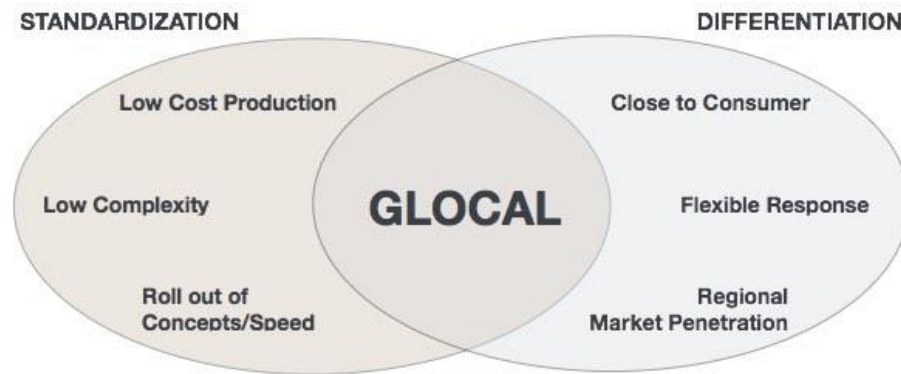 STANDARDIZATION
DIFFERENTIATION
Low Cost Production
Close to Consumer
Low Complexity
GLOCAL
Flexible Response
Roll out of
Concepts/Speed
Regional
Market Penetration